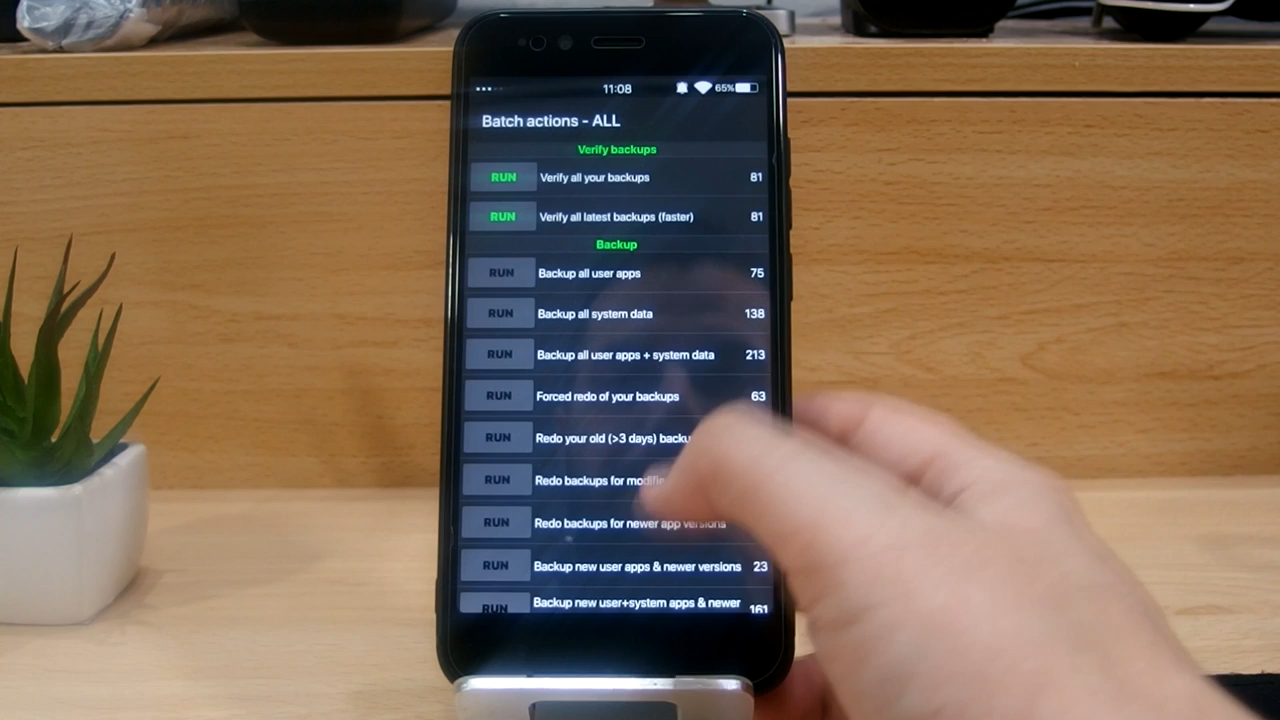 11:08 65%
Batch actions - ALL
Verify backups
RUN Verify all your backups 81
RUN Verify all latest backups (faster) 81
Backup
RUN Backup all user apps 75
RUN Backup all system data 138
RUN Backup all user apps + system data 213
RUN Forced redo of your backups 63
RUN Redo your old (>3 days)
RUN Redo backups for
RUN Redo backups for newer app versions
RUN Backup new user apps & newer versions 23
RUN Backup new user+system apps & newer 161